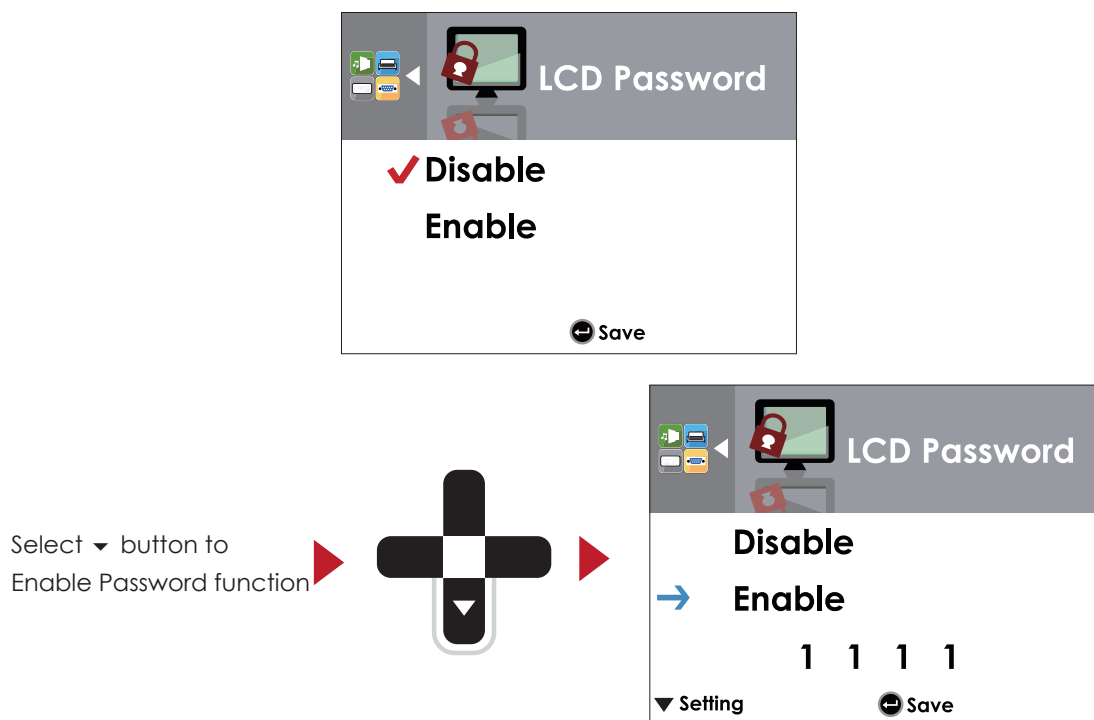 LCD Password
Disable
Enable
Save
Select button to
Enable Password function
LCD Password
Disable
Enable
1 1 1 1
Setting Save